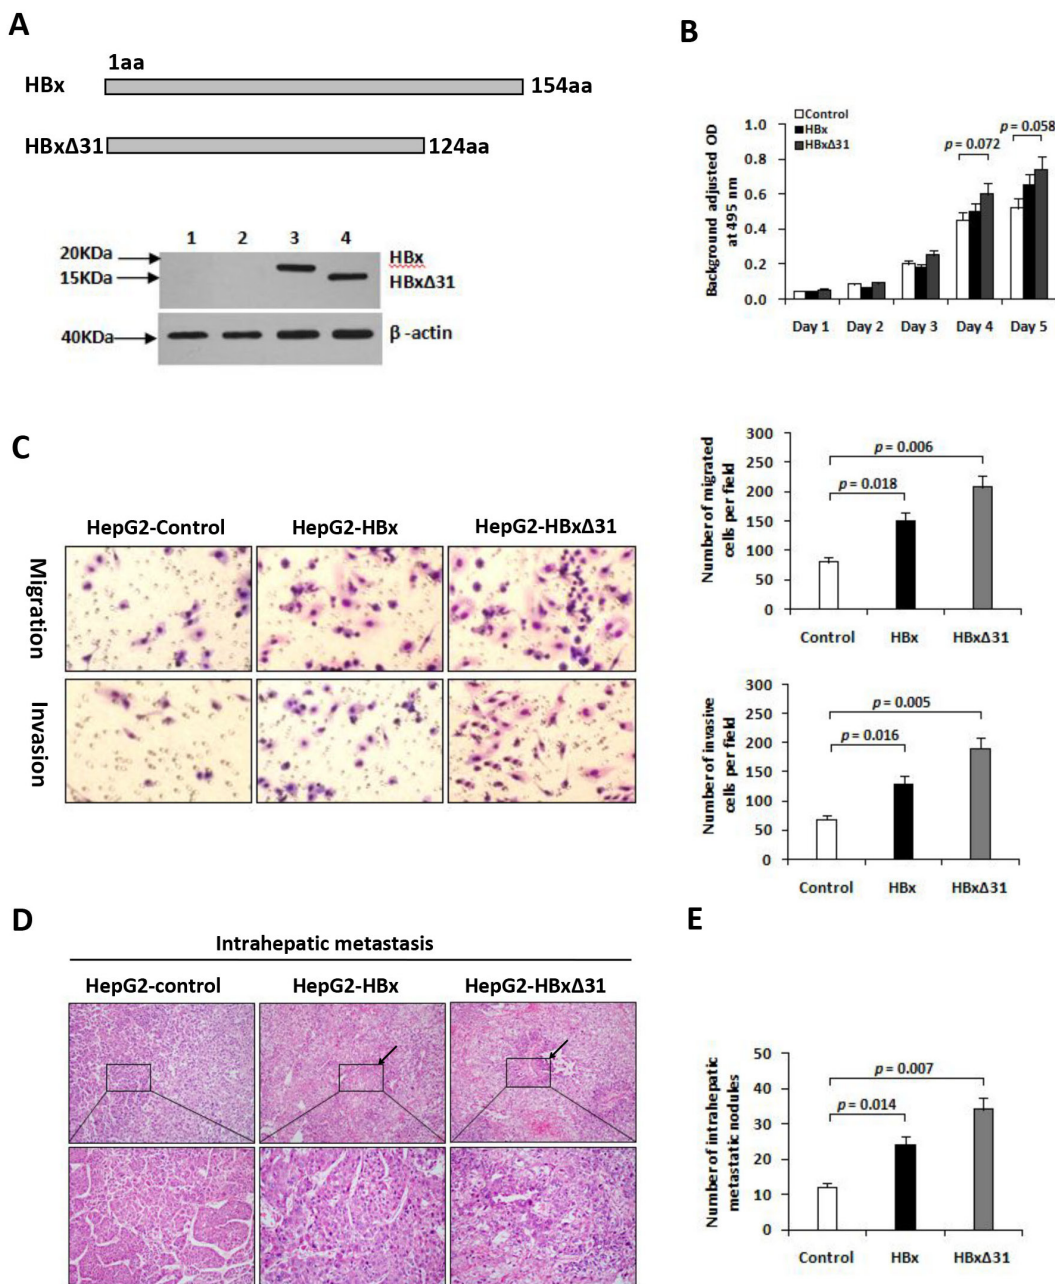 A
1aa
HBx
154aa
HBxΔ31
124aa
1 2 3 4
20KDa
15KDa
HBx
HBxΔ31
40KDa
β -actin
B
Background adjusted OD
at 495 nm
Control
HBx
HBxΔ31
1.0
0.8
0.6
0.4
0.2
0.0
p = 0.072
p = 0.058
Day 1 Day 2 Day 3 Day 4 Day 5
C
HepG2-Control HepG2-HBx HepG2-HBxΔ31
Migration
Invasion
Number of migrated
cells per field
300
250
200
150
100
50
0
p = 0.006
p = 0.018
Control HBx HBxΔ31
Number of invasive
cells per field
300
250
200
150
100
50
0
p = 0.005
p = 0.016
Control HBx HBxΔ31
D
Intrahepatic metastasis
HepG2-control HepG2-HBx HepG2-HBxΔ31
E
Number of intrahepatic
metastatic nodules
50
40
30
20
10
0
p = 0.007
p = 0.014
Control HBx HBxΔ31